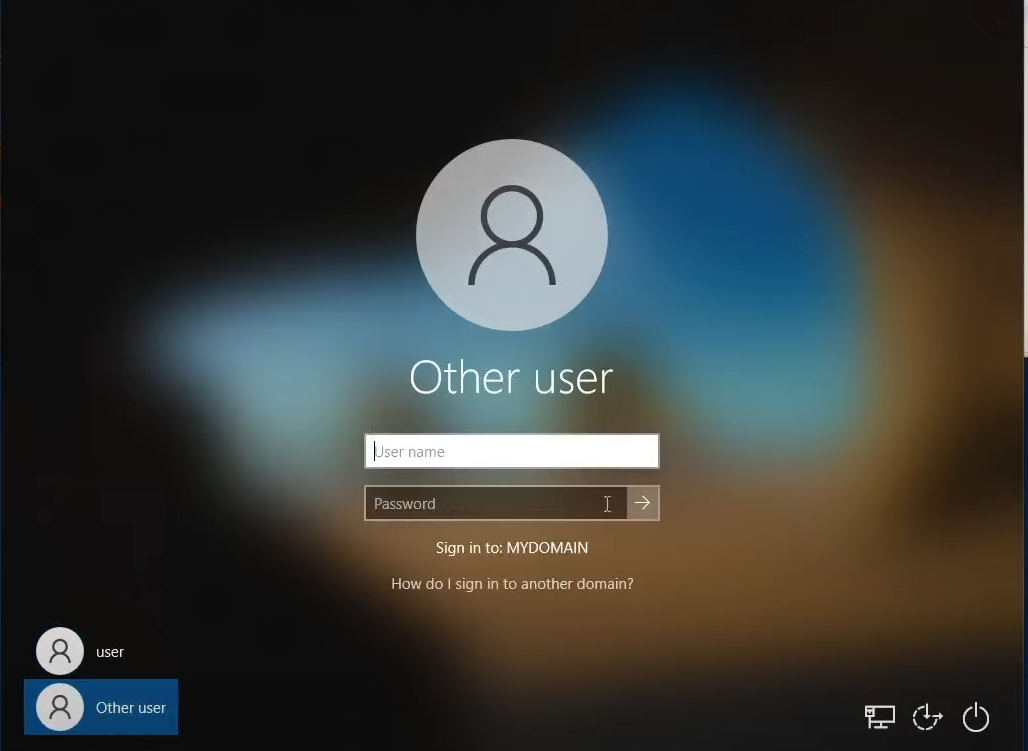 Other user
User name
Password
Sign in to: MYDOMAIN
How do I sign in to another domain?
user
Other user